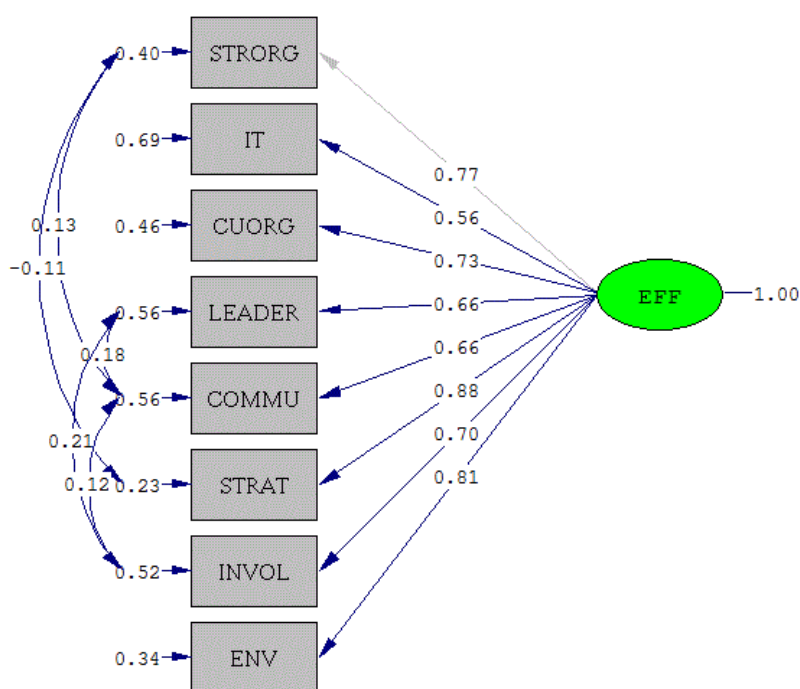 0.40 STRORG
0.69 IT
0.77
0.56
0.13 0.46 CUORG
0.73
-0.11
EFF 1.00
0.56 LEADER 0.66
0.18
0.66
0.56 COMMU
0.88
0.21
0.70
0.12 0.23 STRAT 0.81
0.52 INVOL
0.34 ENV